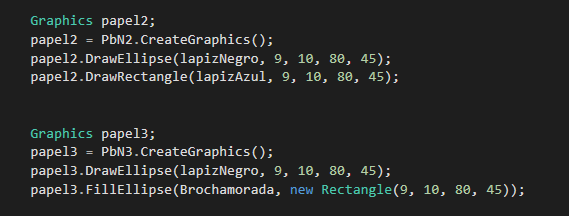 Graphics papel2;
papel2 = PbN2.CreateGraphics();
papel2.DrawEllipse(lapizNegro, 9, 10, 80, 45);
papel2.DrawRectangle(lapizAzul, 9, 10, 80, 45);
Graphics papel3;
papel3 = PbN3.CreateGraphics();
papel3.DrawEllipse(lapizNegro, 9, 10, 80, 45);
papel3.FillEllipse(Brochamorada, new Rectangle(9, 10, 80, 45));